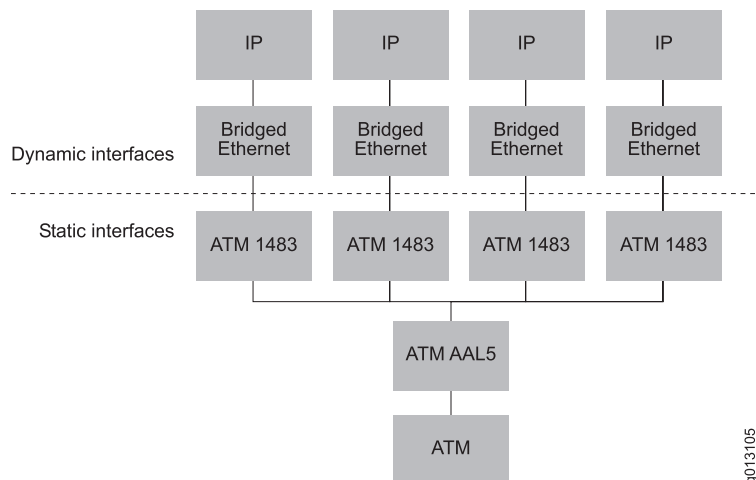 IP
IP
IP
IP
Bridged
Ethernet
Bridged
Ethernet
Bridged
Ethernet
Bridged
Ethernet
Dynamic interfaces
Static interfaces
ATM 1483
ATM 1483
ATM 1483
ATM 1483
ATM AAL5
ATM
g013105